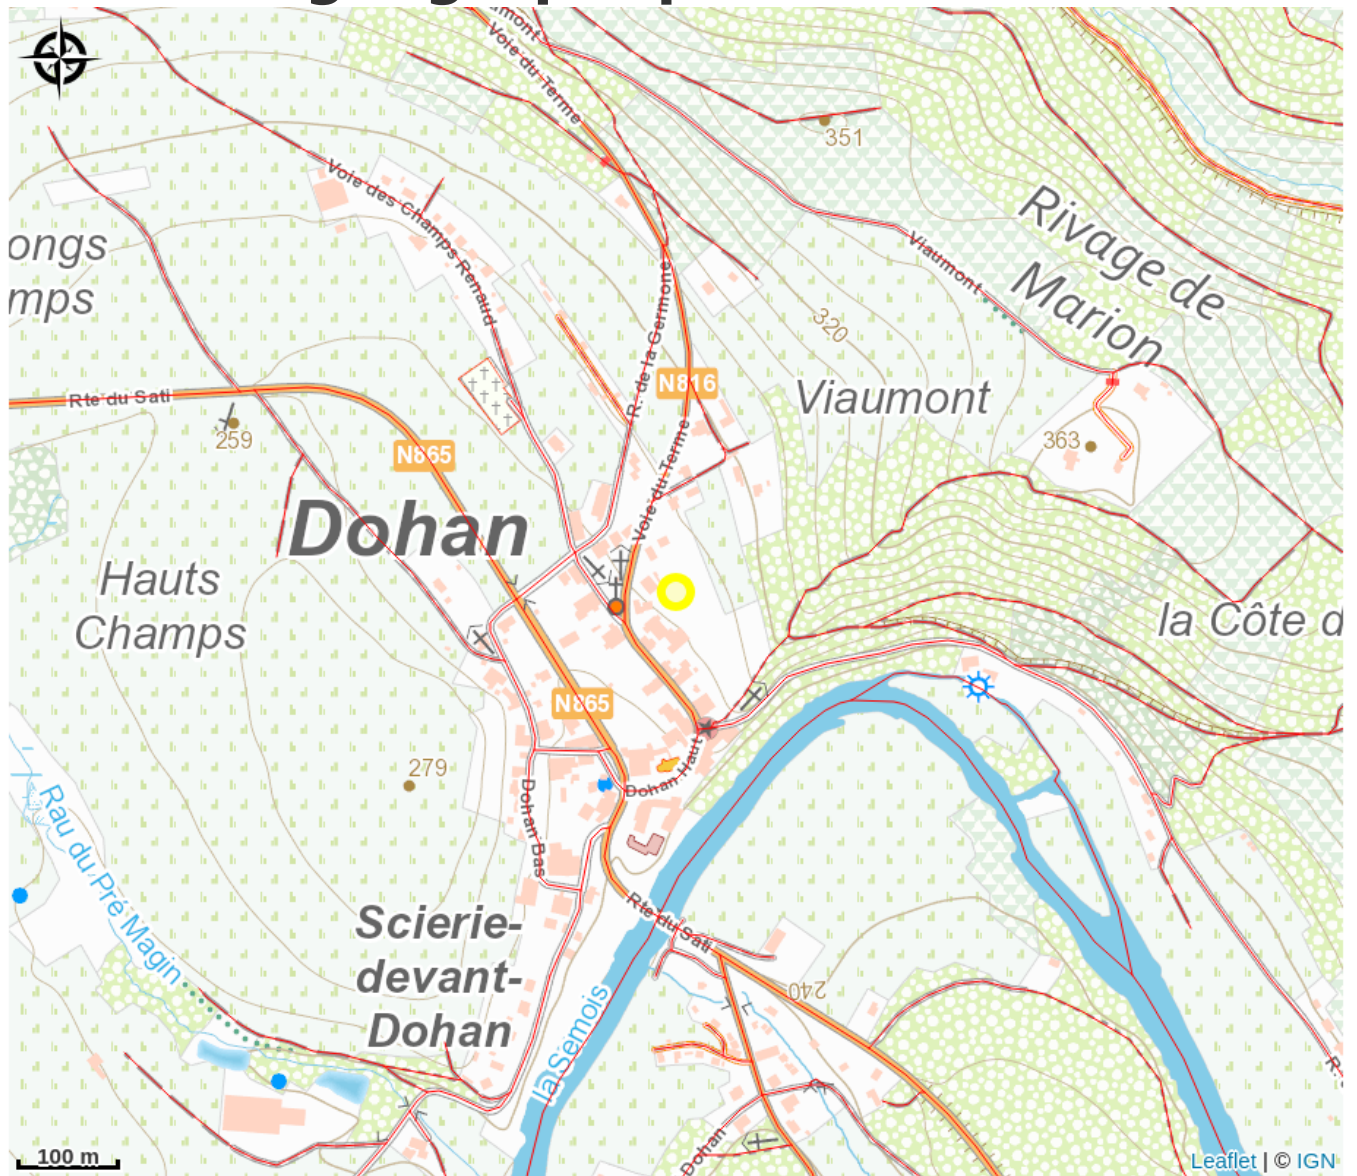 Voie du Terme
351
Rivage de
Marion
Voie des Champs Renaud
ongs
mps
Viaumont
320
R. de la Germone
N816
Viaumont
Rte du Sati
259
N865
363
Voie du Terme
Dohan
Hauts
Champs
la Côte d
N865
279
Dohan Haut
Dohan Bas
Rau du Pré Magin
Rte du Sati
Scierie-
devant-
Dohan
240
la Semois
R.
Dohan
100 m
Leaflet | © IGN